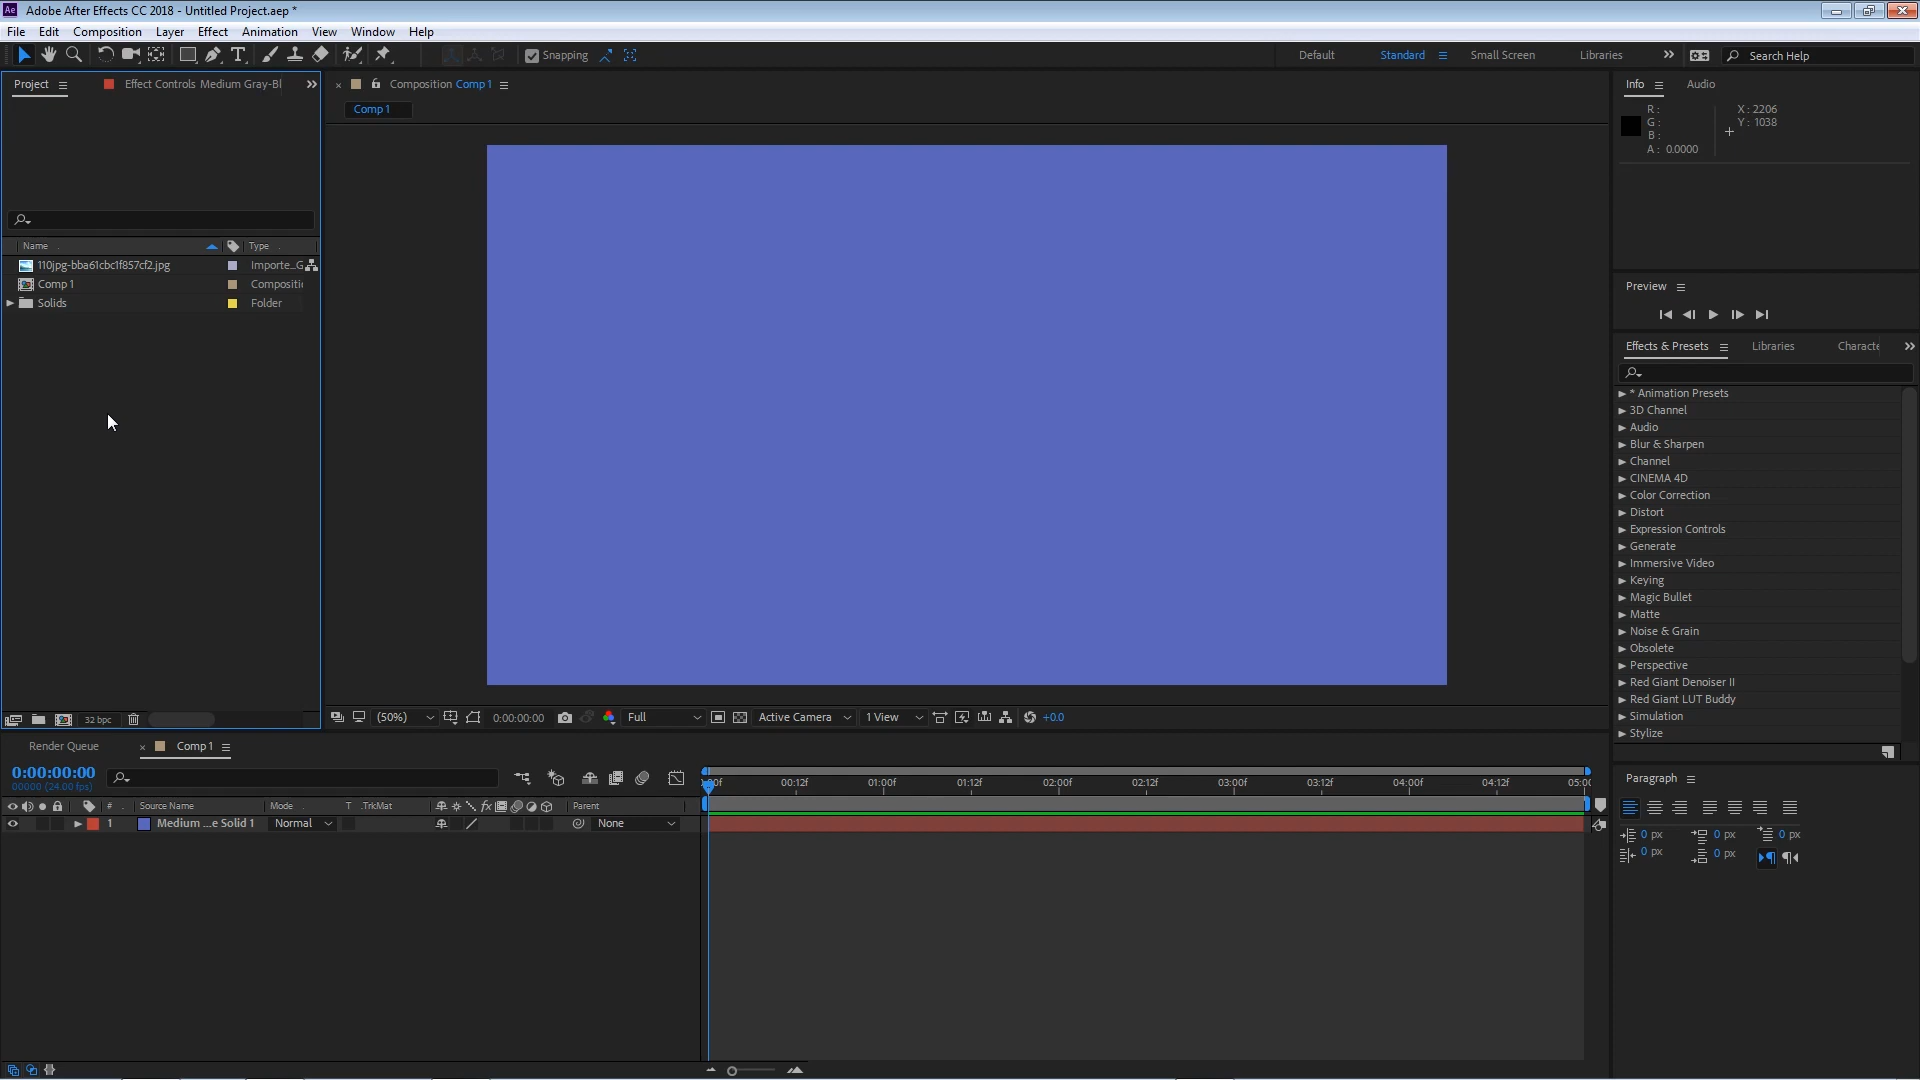 Ae Adobe After Effects CC 2018 - Untitled Project.aep *
File Edit Composition Layer Effect Animation View Window Help
Snapping Default Standard Small Screen Libraries Search Help
Project Effect Controls Medium Gray-Bl
Composition Comp 1
Comp 1
Info Audio
R :
G :
B :
A : 0.0000
X : 2206
Y : 1038
Name Type
110jpg-bba61cbc1f857cf2.jpg Importe...G
Comp 1 Compositi
Solids Folder
32 bpc
(50%) 0:00:00:00 Full Active Camera 1 View +0.0
Preview
Effects & Presets Libraries Characte
* Animation Presets
3D Channel
Audio
Blur & Sharpen
Channel
CINEMA 4D
Color Correction
Distort
Expression Controls
Generate
Immersive Video
Keying
Magic Bullet
Matte
Noise & Grain
Obsolete
Perspective
Red Giant Denoiser II
Red Giant LUT Buddy
Simulation
Stylize
Render Queue Comp 1
0:00:00:00
00000 (24.00 fps)
00f 00:12f 01:00f 01:12f 02:00f 02:12f 03:00f 03:12f 04:00f 04:12f 05:00
# Source Name Mode T .TrkMat fx Parent
1 Medium ...e Solid 1 Normal None
Paragraph
0 px 0 px 0 px
0 px 0 px